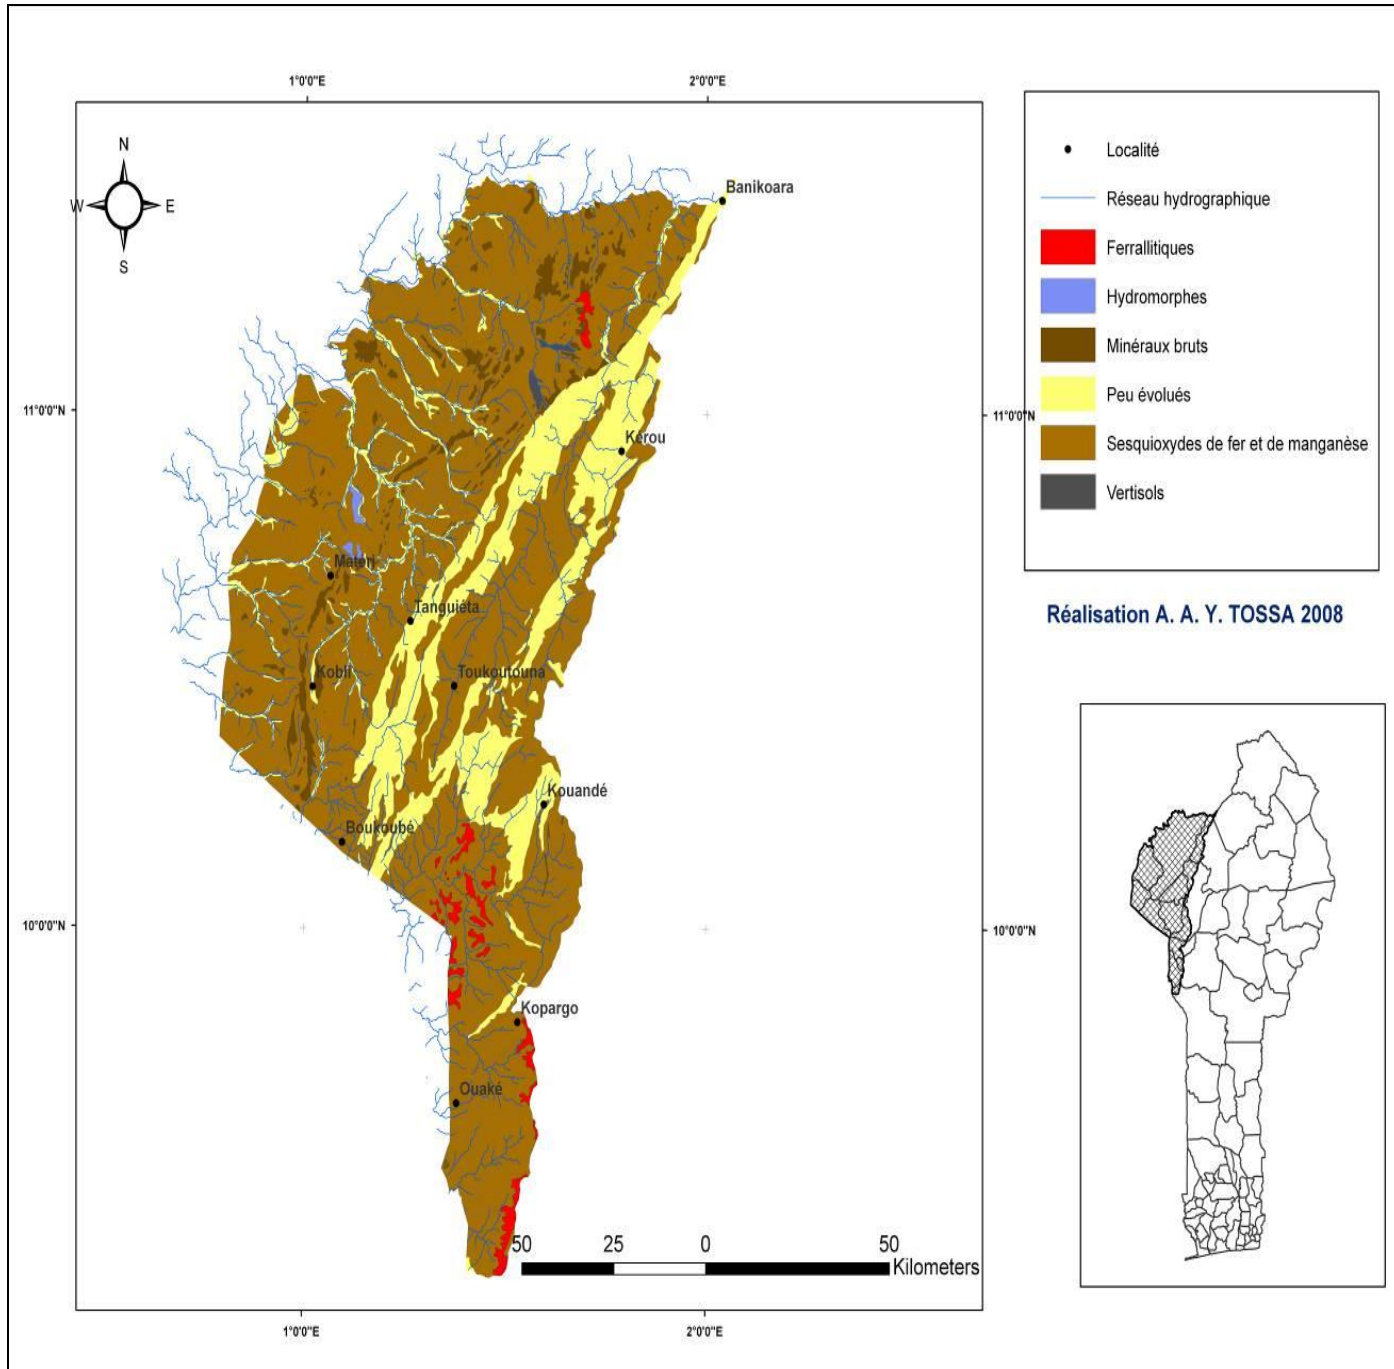 1°0'0"E
2°0'0"E
N
W
E
S
Banikoara
11°0'0"N
11°0'0"N
Kérou
Materi
Tanguiéta
Kobli
Toukoutouna
Kouandé
Boukoubé
10°0'0"N
10°0'0"N
Kopargo
Ouaké
50
25
0
50
Kilometers
1°0'0"E
2°0'0"E
Localité
Réseau hydrographique
Ferrallitiques
Hydromorphes
Minéraux bruts
Peu évolués
Sesquioxydes de fer et de manganèse
Vertisols
Réalisation A. A. Y. TOSSA 2008